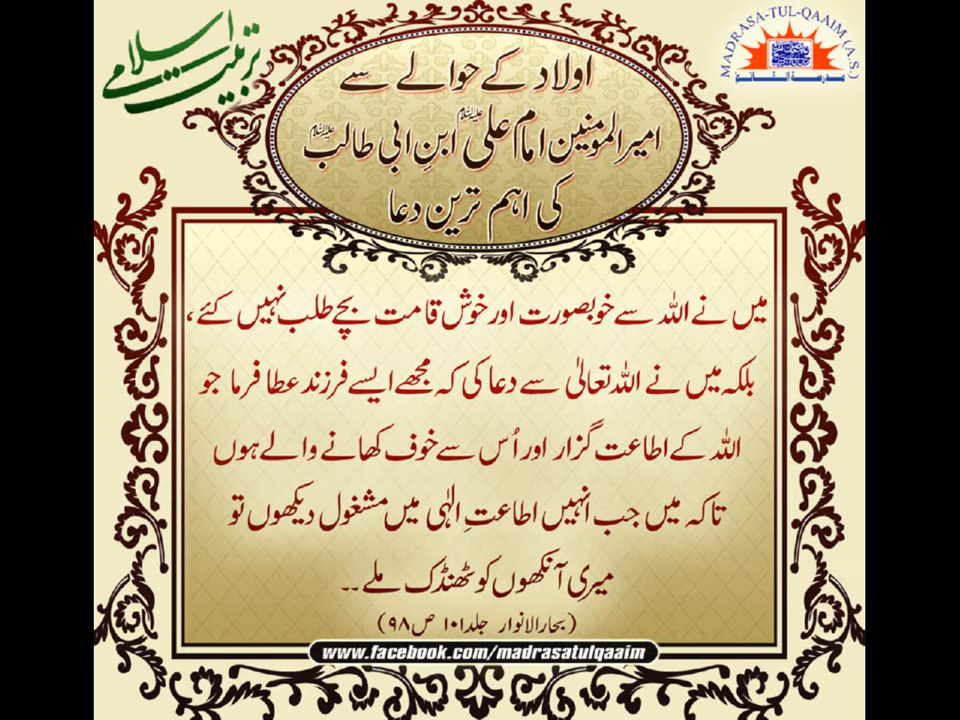 اسلامی
تربیت
MADRASA-TUL-QAAIM (A.S)
مدرسة القائم
اولاد کے حوالے سے
امیرالمومنین امام علی علیہ السلام ابنِ ابی طالب علیہ السلام
کی اہم ترین دعا
میں نے اللہ سے خوبصورت اور خوش قامت بچے طلب نہیں کئے،
بلکہ میں نے اللہ تعالیٰ سے دعا کی کہ مجھے ایسے فرزند عطا فرما جو
اللہ کے اطاعت گزار اور اُس سے خوف کھانے والے ہوں
تاکہ میں جب انہیں اطاعتِ الٰہی میں مشغول دیکھوں تو
میری آنکھوں کو ٹھنڈک ملے ۔۔
(بحارالانوار جلد ۱۰۱ ص ۹۸)
www.facebook.com/madrasatulqaaim